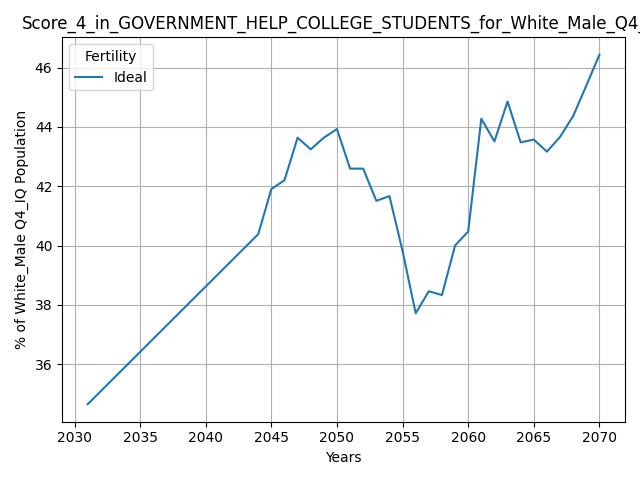 Score_4_in_GOVERNMENT_HELP_COLLEGE_STUDENTS_for_White_Male_Q4_
Fertility
Ideal
% of White_Male Q4_IQ Population
46
44
42
40
38
36
2030 2035 2040 2045 2050 2055 2060 2065 2070
Years